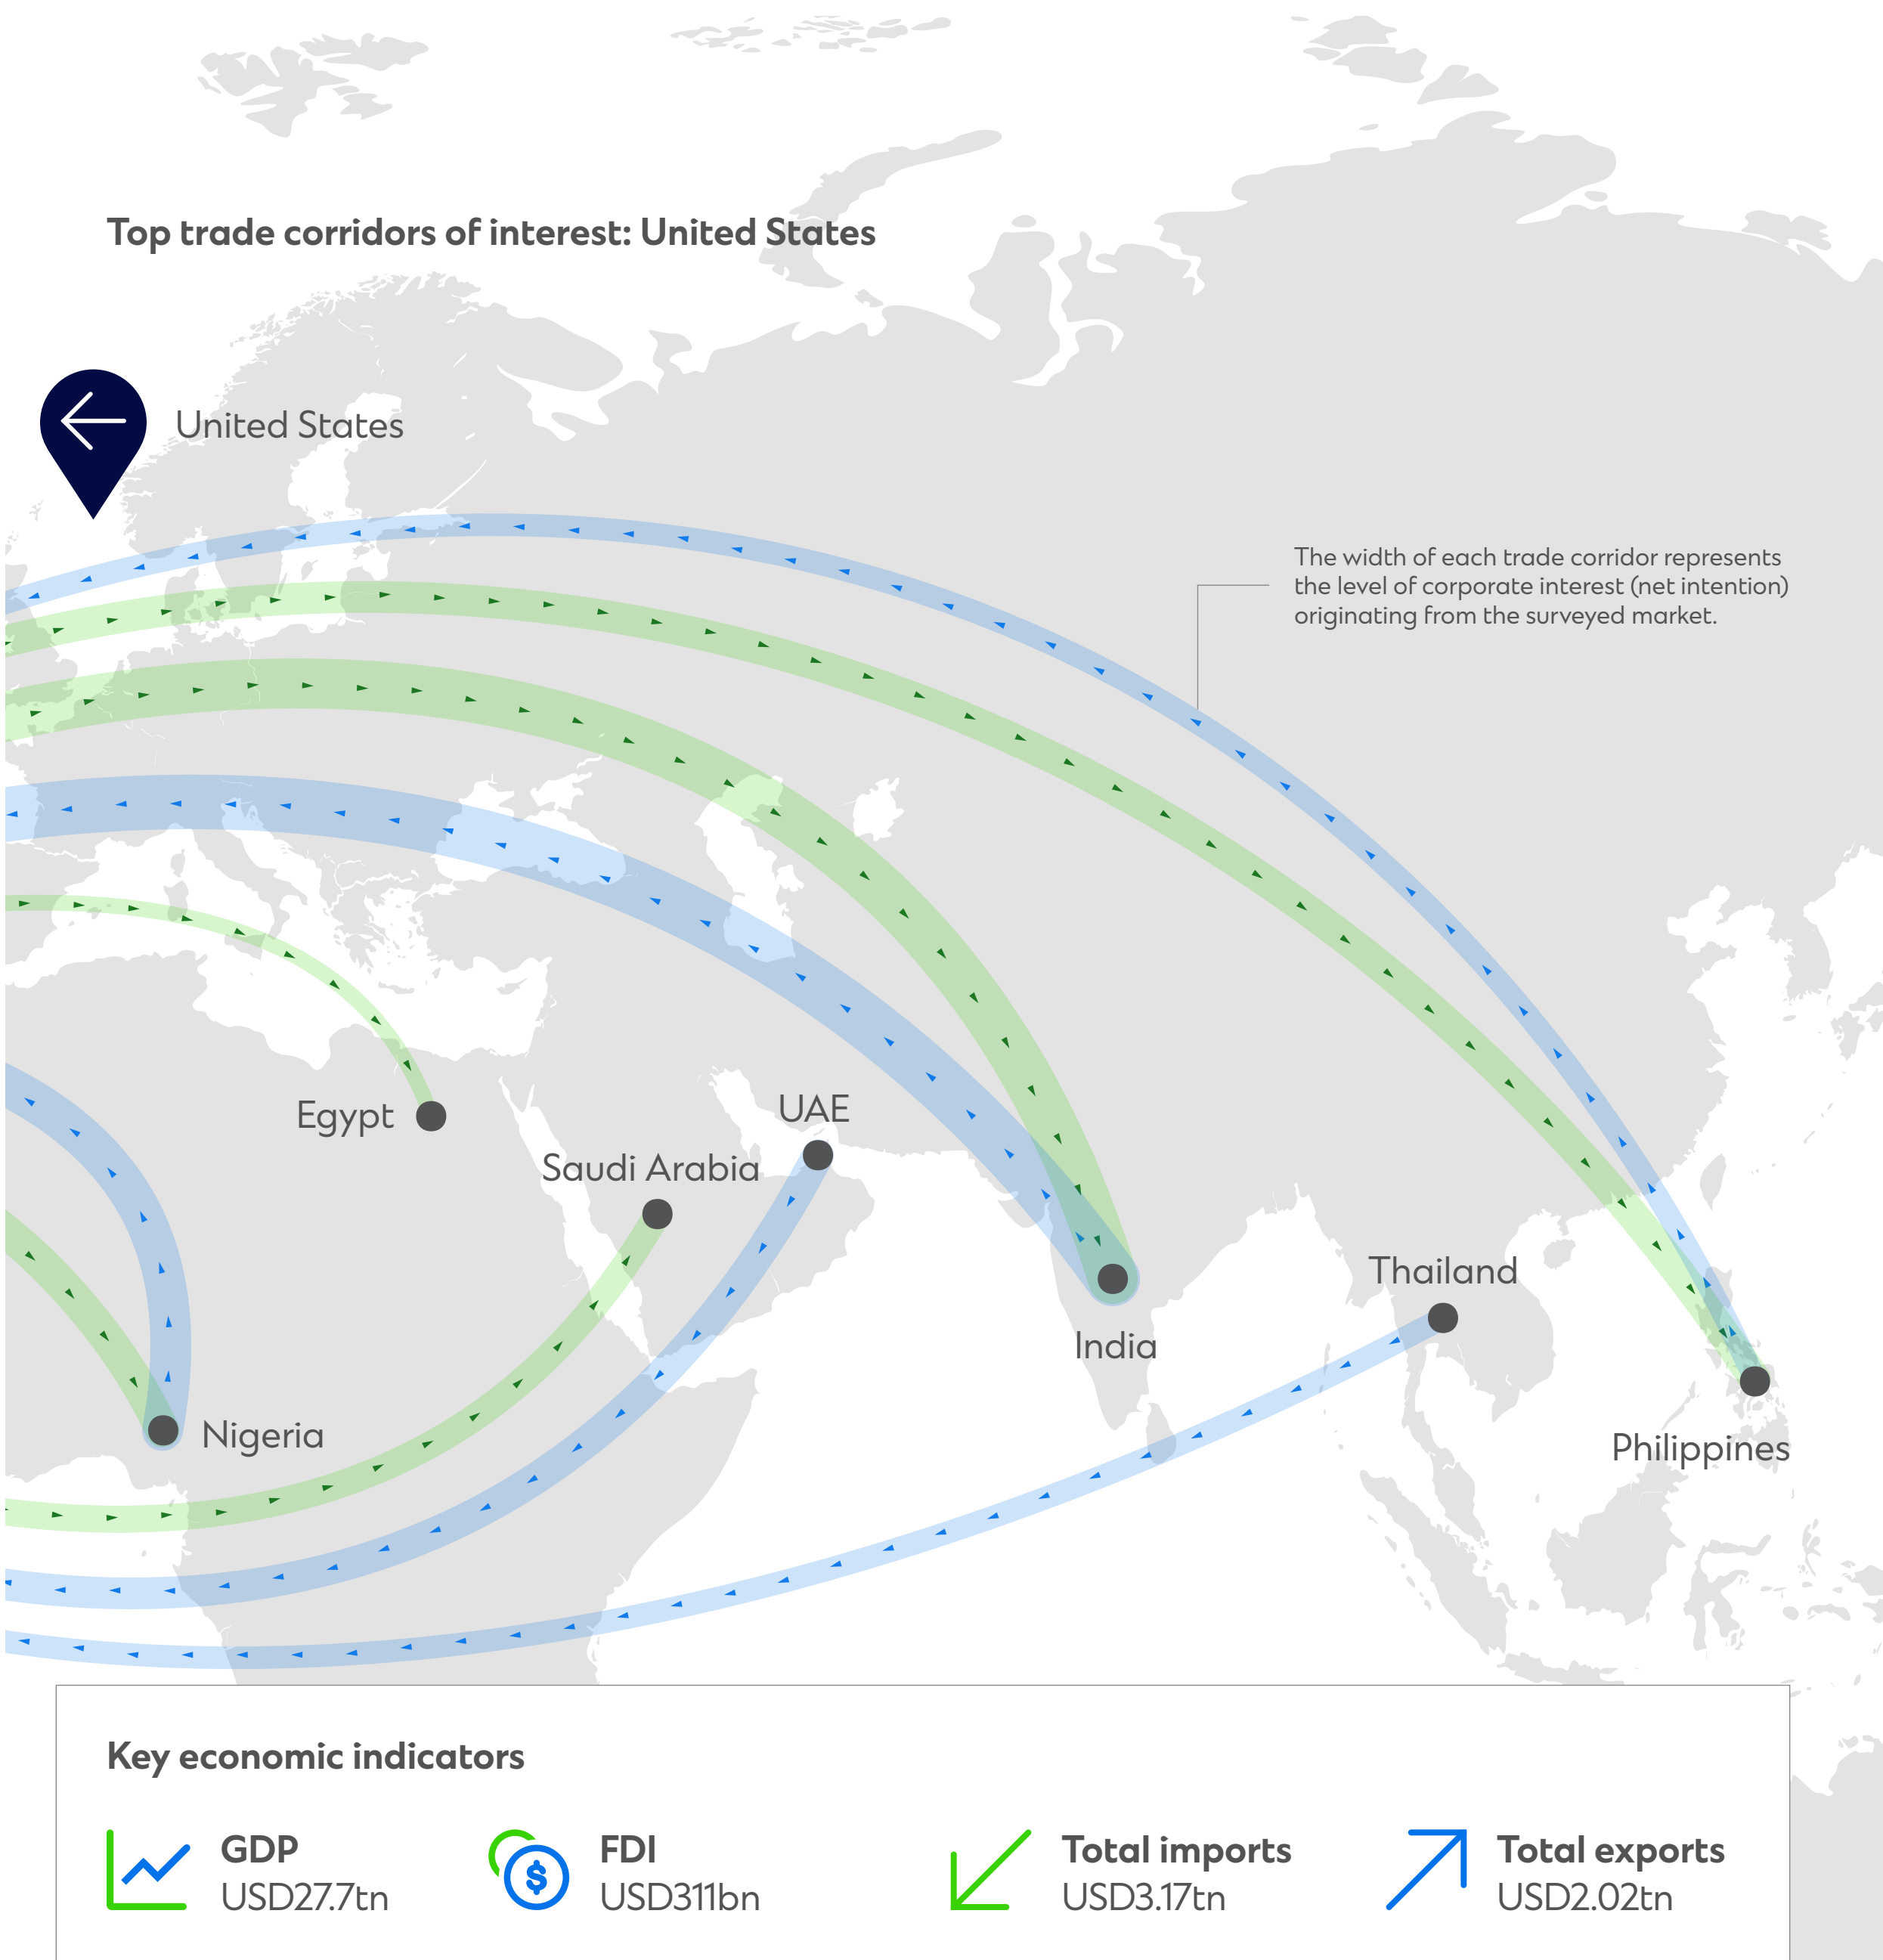 Top trade corridors of interest: United States
United States
The width of each trade corridor represents
the level of corporate interest (net intention)
originating from the surveyed market.
Egypt
UAE
Saudi Arabia
Thailand
India
Nigeria
Philippines
Key economic indicators
GDP
USD27.7tn
FDI
USD311bn
Total imports
USD3.17tn
Total exports
USD2.02tn
$